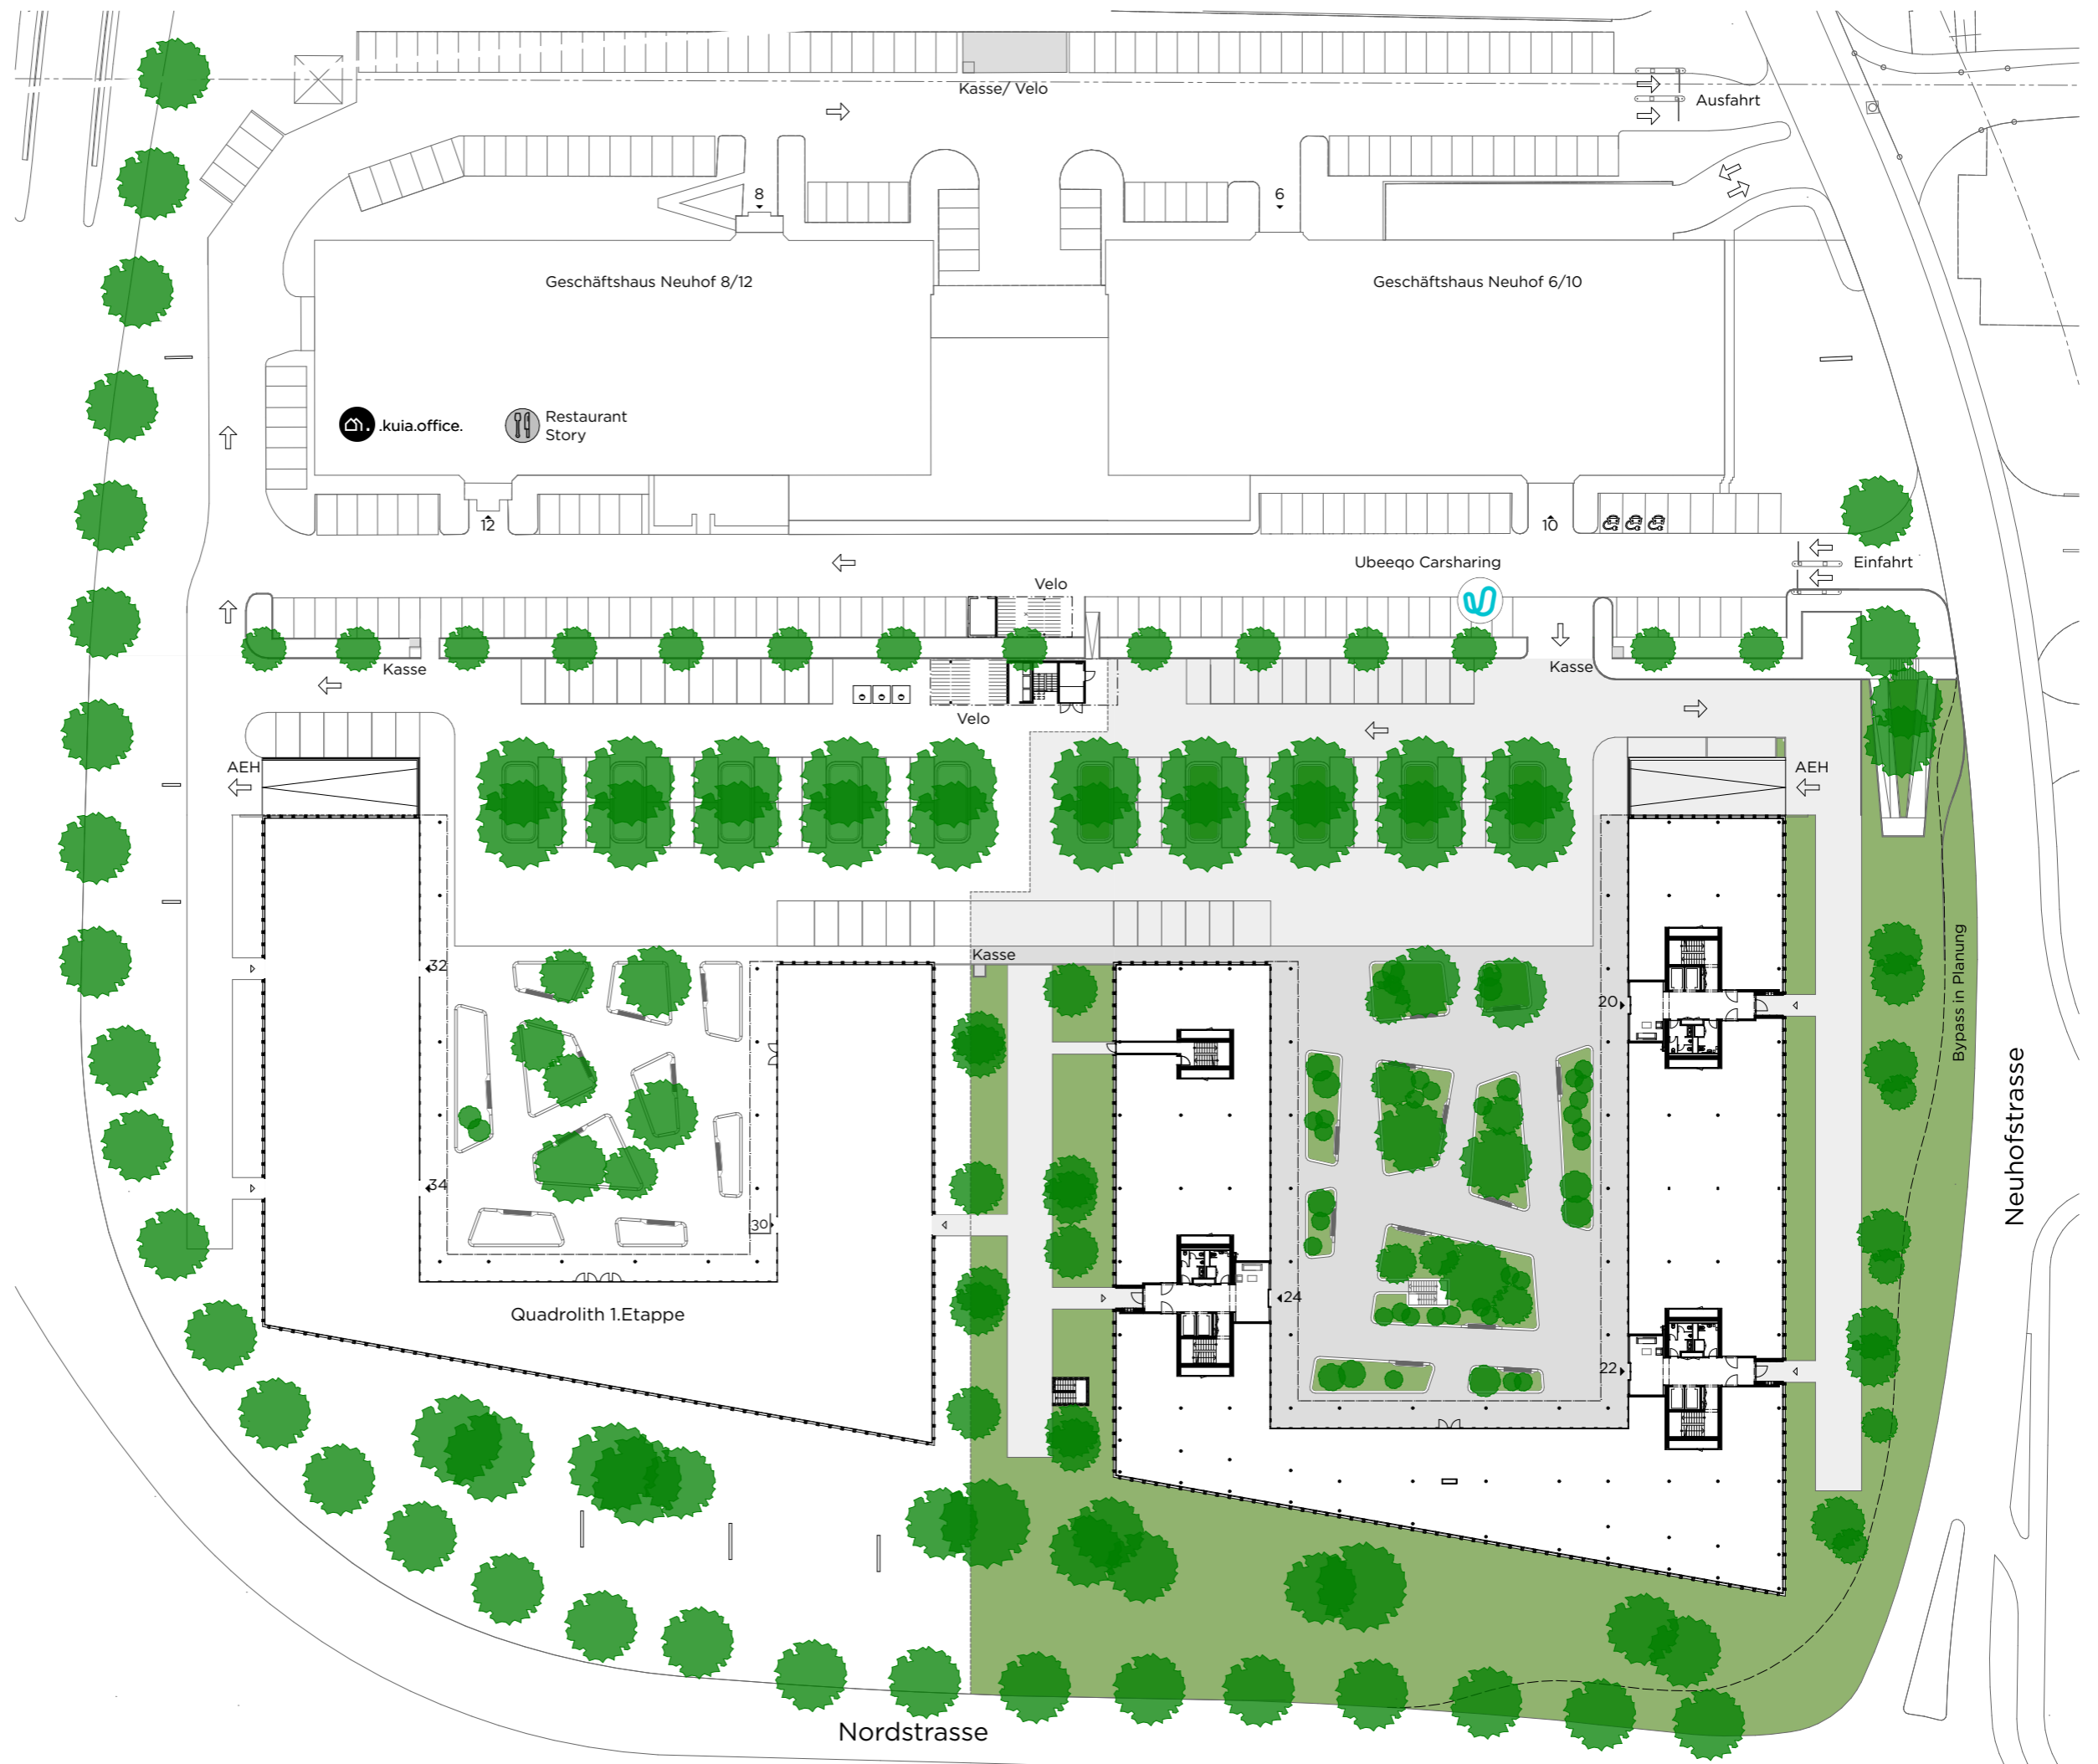 Kasse/ Velo
Ausfahrt
8
6
Geschäftshaus Neuhof 8/12
Geschäftshaus Neuhof 6/10
.kuia.office.
Restaurant
Story
12
10
Ubeeqo Carsharing
Einfahrt
Velo
Kasse
Kasse
Velo
AEH
AEH
Kasse
32
20
Bypass in Planung
Neuhofstrasse
34
30
24
Quadrolith 1.Etappe
22
Nordstrasse